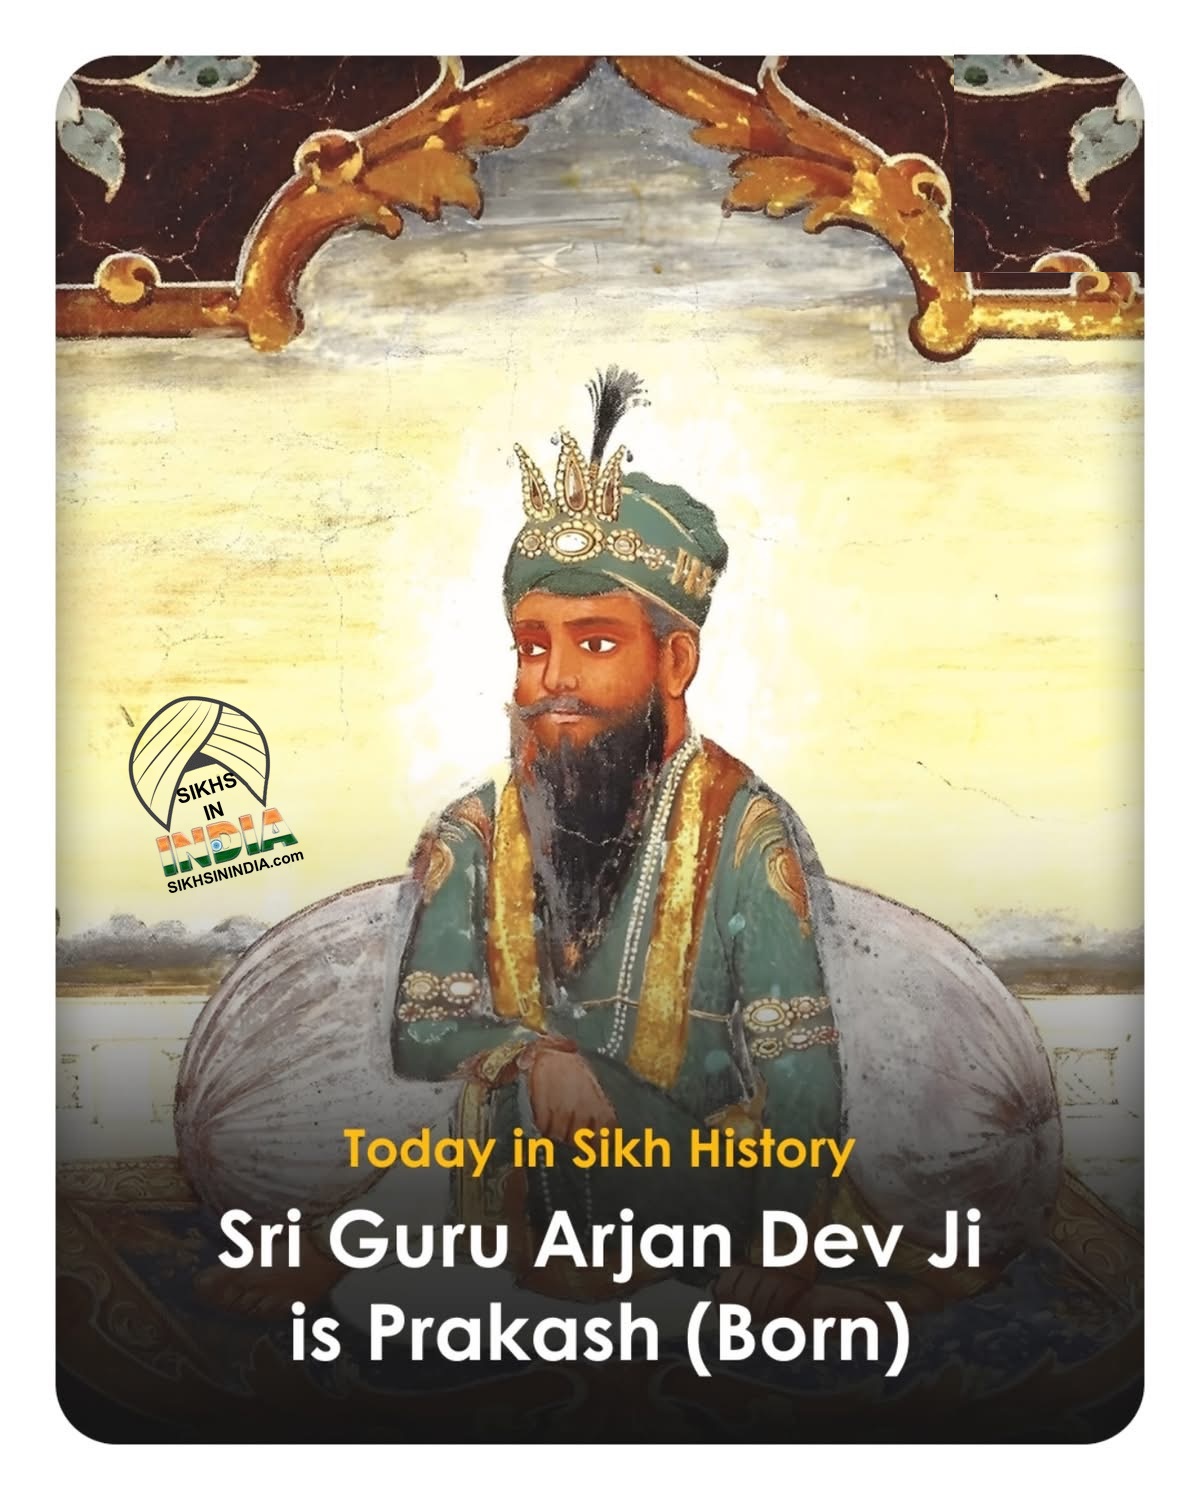 SIKHS
IN
INDIA
SIKHSININDIA.com
Today in Sikh History
Sri Guru Arjan Dev Ji
is Prakash (Born)